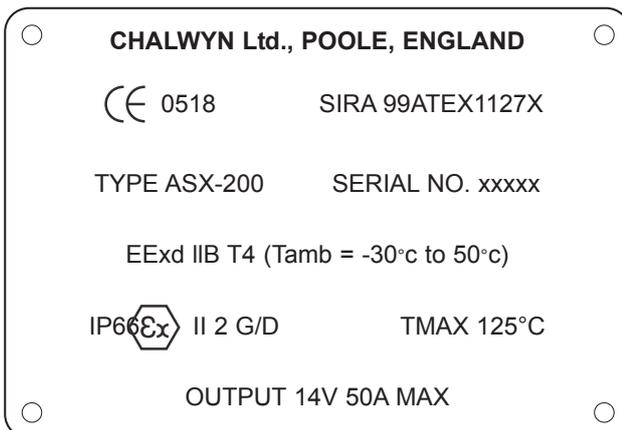 CHALWYN Ltd., POOLE, ENGLAND
CE 0518 SIRA 99ATEX1127X
TYPE ASX-200 SERIAL NO. xxxxx
EExd IIB T4 (Tamb = -30°c to 50°c)
IP66 Ex II 2 G/D TMAX 125°C
OUTPUT 14V 50A MAX